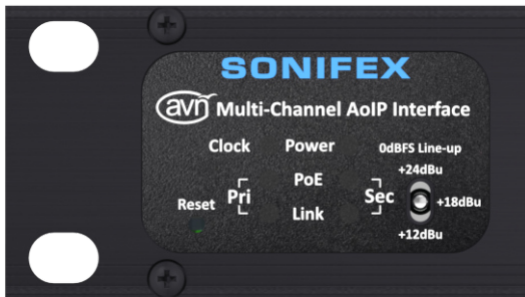 SONIFEX
avn Multi-Channel AoIP Interface
Clock Power 0dBFS Line-up
+24dBu
PoE
Pri Sec
Reset +18dBu
Link
+12dBu